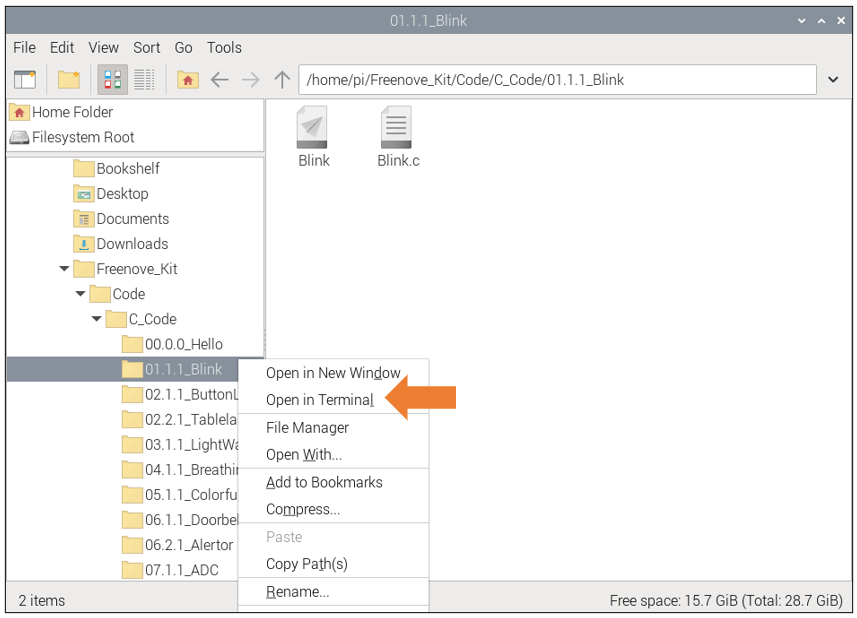 01.1.1_Blink
File Edit View Sort Go Tools
/home/pi/Freenove_Kit/Code/C_Code/01.1.1_Blink
Home Folder
Filesystem Root
Bookshelf
Desktop
Documents
Downloads
Freenove_Kit
Code
C_Code
00.0.0_Hello
01.1.1_Blink
02.1.1_ButtonL
02.2.1_Tablela
03.1.1_LightWa
04.1.1_Breathin
05.1.1_Colorfu
06.1.1_Doorbel
06.2.1_Alertor
07.1.1_ADC
Blink
Blink.c
Open in New Window
Open in Terminal
File Manager
Open With...
Add to Bookmarks
Compress...
Paste
Copy Path(s)
Rename...
2 items
Free space: 15.7 GiB (Total: 28.7 GiB)